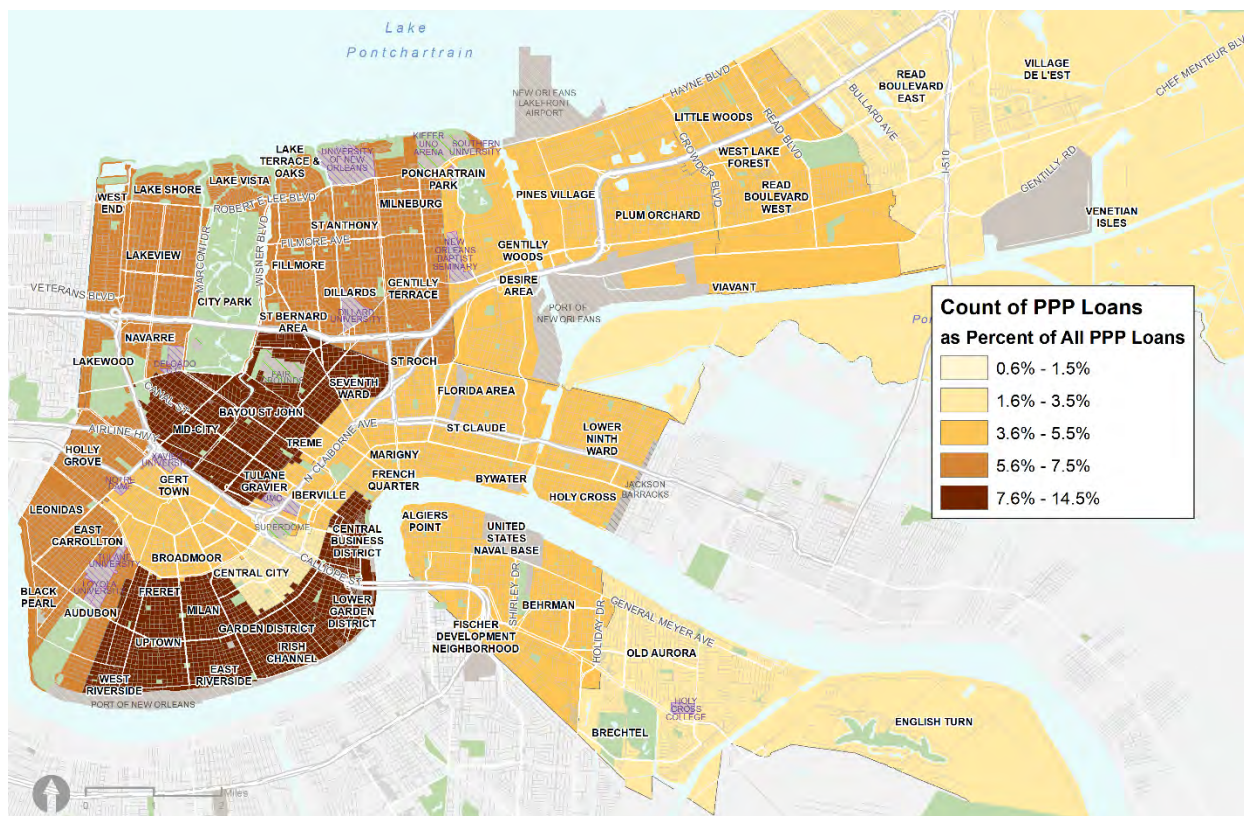 Lake
Pontchartrain
NEW ORLEANS
LAKEFRONT
AIRPORT
HAYNE BLVD
READ
BOULEVARD
EAST
VILLAGE
DE L'EST
CHEF MENTEUR BLV
BULLARD AVE
LITTLE WOODS
READ BLVD
CROWDER BLVD
WEST LAKE
FOREST
I-510
GENTILLY RD
KIEFER
UNO
ARENA
SOUTHERN
UNIVERSITY
LAKE
TERRACE &
OAKS
UNIVERSITY
OF NEW
ORLEANS
LAKE VISTA
LAKE SHORE
WEST
END
PONCHARTRAIN
PARK
PINES VILLAGE
READ
BOULEVARD
WEST
ROBERT E LEE BLVD
MILNEBURG
PLUM ORCHARD
VENETIAN
ISLES
ST ANTHONY
FILMORE AVE
MARCONI DR
WISNER BLVD
LAKEVIEW
FILLMORE
NEW
ORLEANS
BAPTIST
SEMINARY
GENTILLY
WOODS
DESIRE
AREA
VETERANS BLVD
CITY PARK
DILLARDS
DILLARD
UNIVERSITY
GENTILLY
TERRACE
VIAVANT
PORT OF
NEW ORLEANS
ST BERNARD
AREA
NAVARRE
LAKEWOOD
DELGADO
ST ROCH
FAIR
GROUNDS
SEVENTH
WARD
FLORIDA AREA
CANAL ST
BAYOU ST JOHN
MID-CITY
AIRLINE HWY
TREME
N CLAIBORNE AVE
ST CLAUDE
LOWER
NINTH
WARD
HOLLY
GROVE
XAVIER
UNIVERSITY
MARIGNY
NOTRE
DAME
GERT
TOWN
TULANE
GRAVIER
FRENCH
QUARTER
BYWATER
IBERVILLE
HOLY CROSS
JACKSON
BARRACKS
LEONIDAS
SUPERDOME
ALGIERS
POINT
EAST
CARROLLTON
CENTRAL
BUSINESS
DISTRICT
UNITED
STATES
NAVAL BASE
BROADMOOR
CENTRAL CITY
CALLIOPE ST
TULANE
UNIVERSITY
LOYOLA
UNIVERSITY
BLACK
PEARL
AUDUBON
FRERET
MILAN
LOWER
GARDEN
DISTRICT
SHIRLEY DR
BEHRMAN
GENERAL MEYER AVE
GARDEN DISTRICT
UPTOWN
IRISH
CHANNEL
FISCHER
DEVELOPMENT
NEIGHBORHOOD
HOLIDAY DR
OLD AURORA
WEST
RIVERSIDE
EAST
RIVERSIDE
PORT OF NEW ORLEANS
HOLY
CROSS
COLLEGE
BRECHTEL
ENGLISH TURN
Count of PPP Loans
as Percent of All PPP Loans
0.6% - 1.5%
1.6% - 3.5%
3.6% - 5.5%
5.6% - 7.5%
7.6% - 14.5%
Miles
0
2